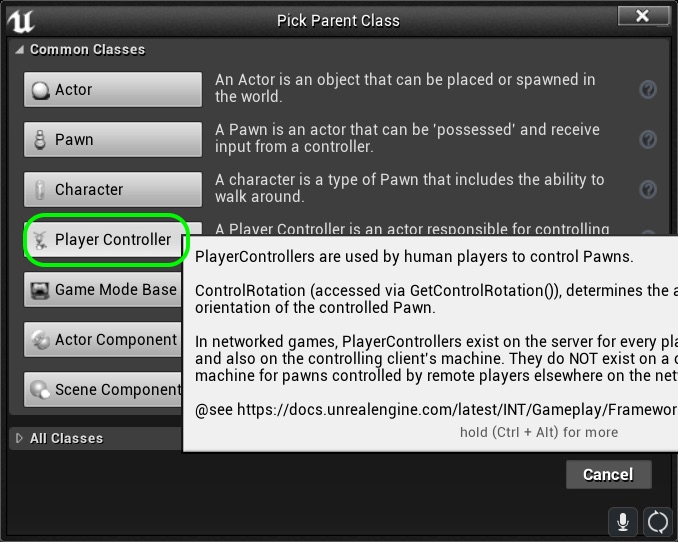 Pick Parent Class
Common Classes
Actor
An Actor is an object that can be placed or spawned in
the world.
Pawn
A Pawn is an actor that can be 'possessed' and receive
input from a controller.
Character
A character is a type of Pawn that includes the ability to
walk around.
Player Controller
A Player Controller is an actor responsible for controlling
PlayerControllers are used by human players to control Pawns.
ControlRotation (accessed via GetControlRotation()), determines the a
orientation of the controlled Pawn.
In networked games, PlayerControllers exist on the server for every pla
and also on the controlling client's machine. They do NOT exist on a c
machine for pawns controlled by remote players elsewhere on the net
@see https://docs.unrealengine.com/latest/INT/Gameplay/Framewor
hold (Ctrl + Alt) for more
Game Mode Base
Actor Component
Scene Component
All Classes
Cancel